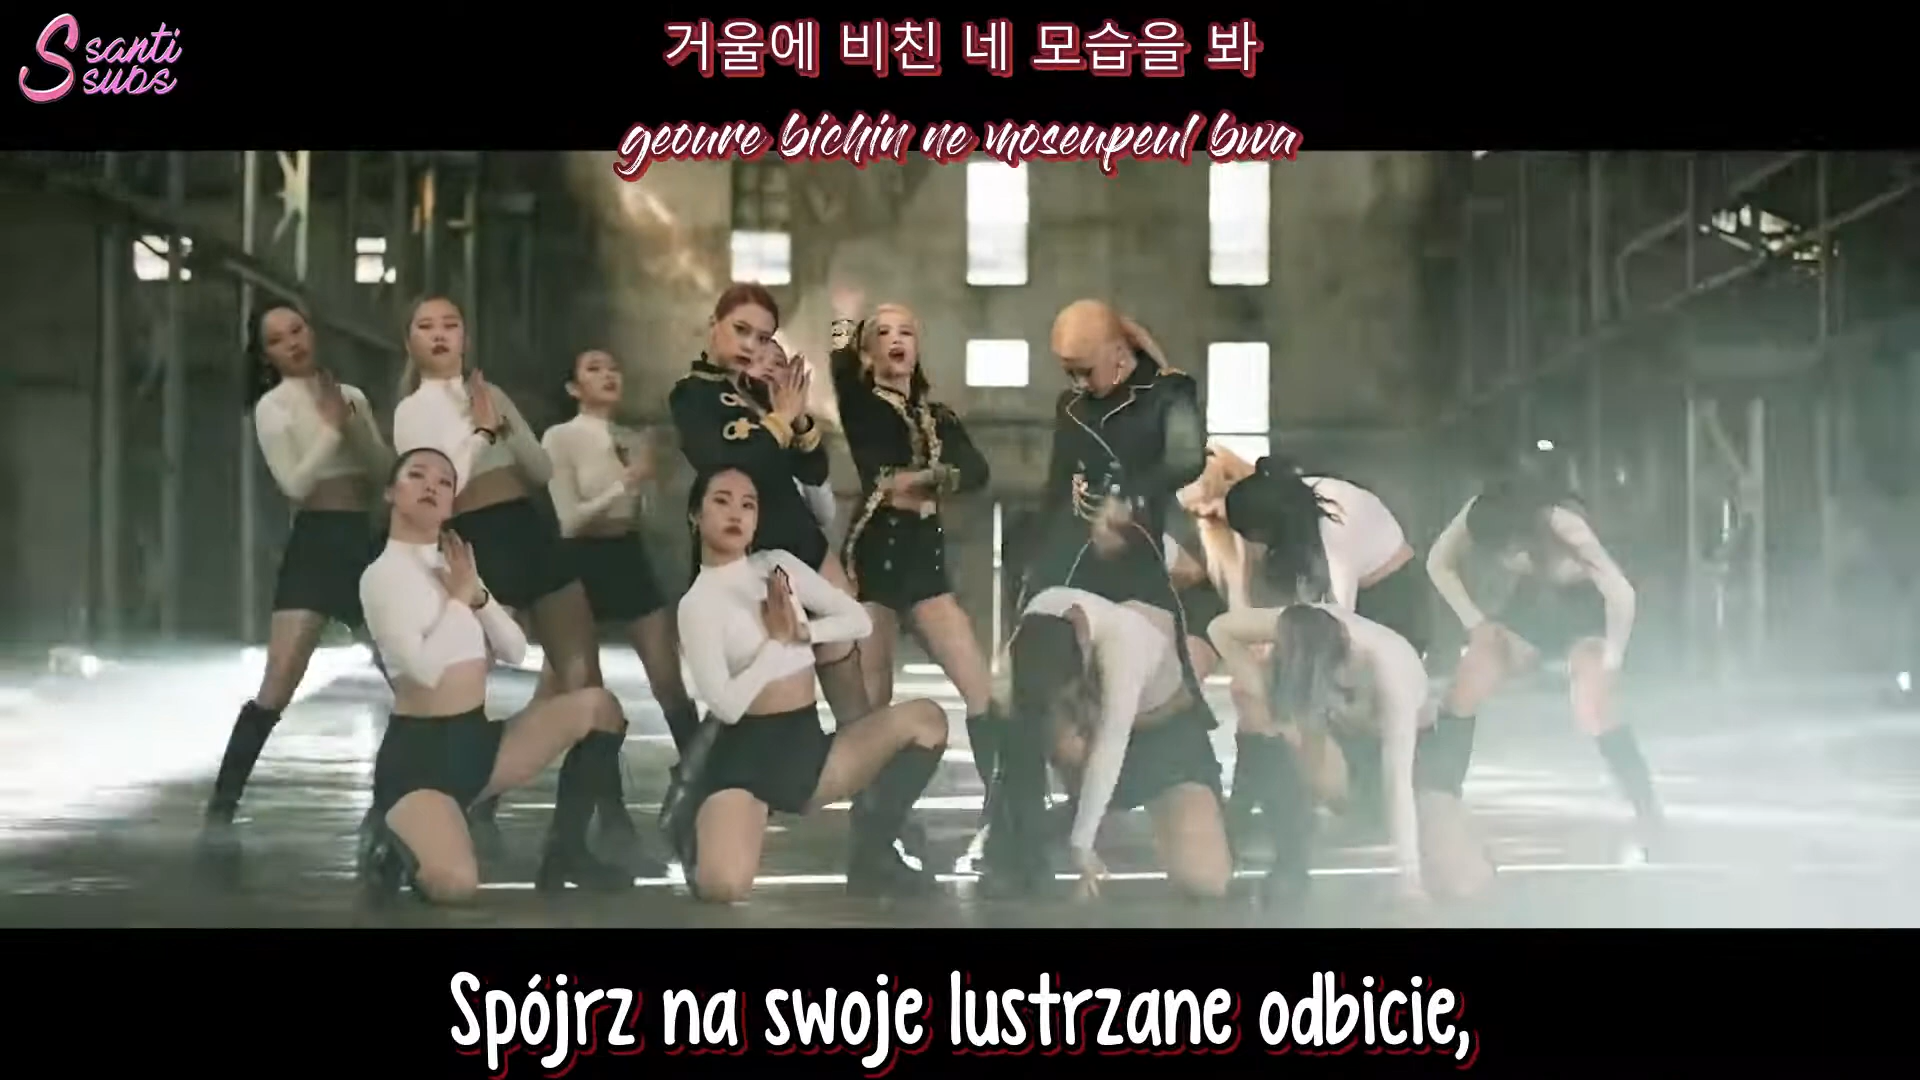 Ssanti
subs
거울에 비친 네 모습을 봐
geoure bichin ne moseupeul bwa
Spójrz na swoje lustrzane odbicie,